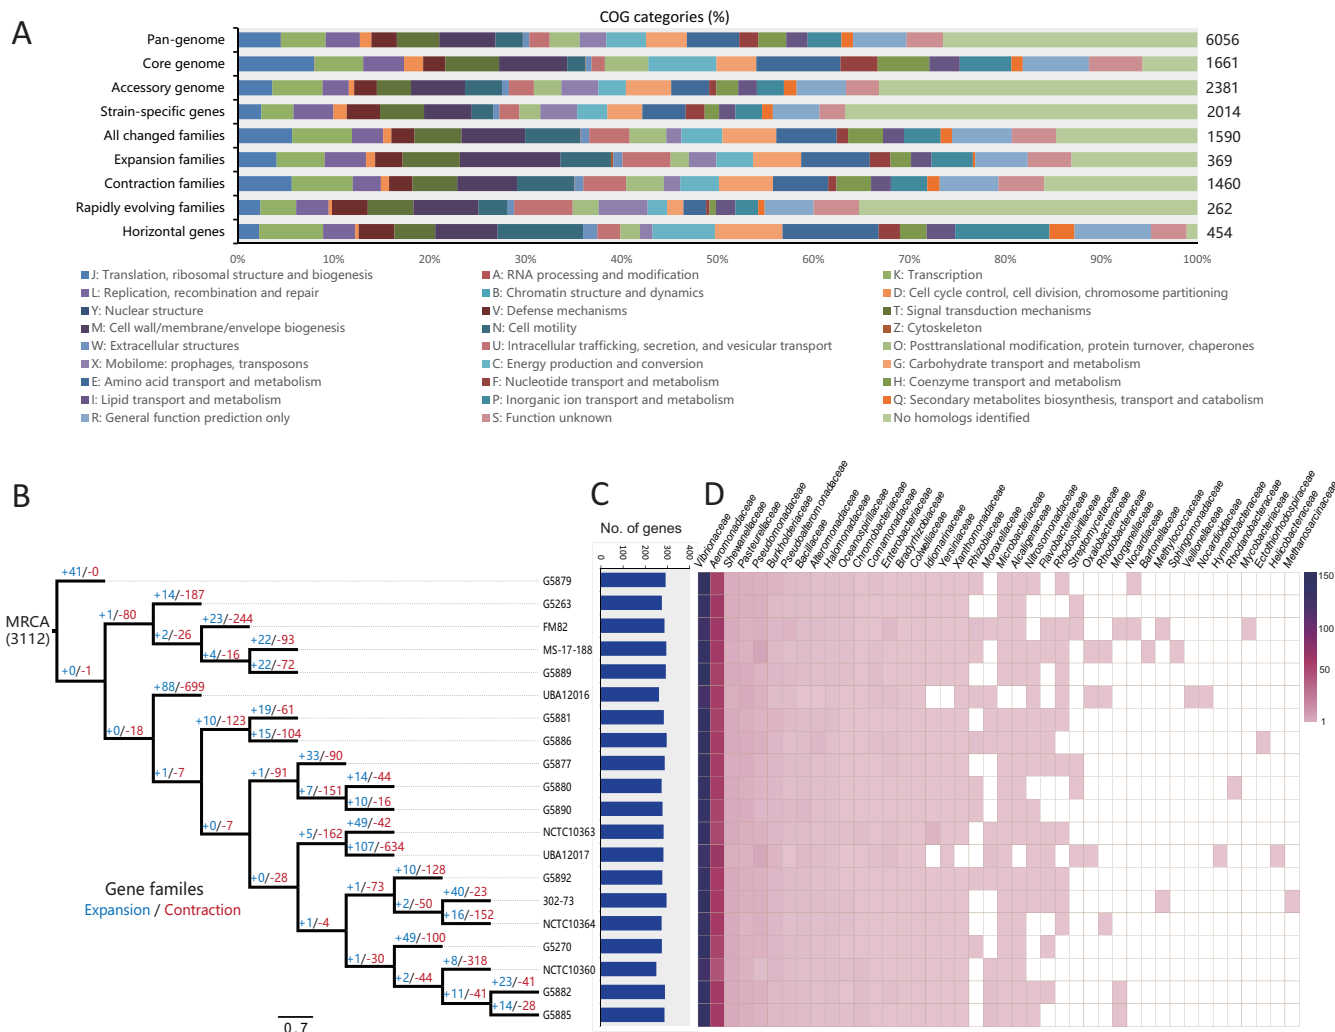 A
COG categories (%)
Pan-genome 6056
Core genome 1661
Accessory genome 2381
Strain-specific genes 2014
All changed families 1590
Expansion families 369
Contraction families 1460
Rapidly evolving families 262
Horizontal genes 454
0% 10% 20% 30% 40% 50% 60% 70% 80% 90% 100%
J: Translation, ribosomal structure and biogenesis A: RNA processing and modification K: Transcription
L: Replication, recombination and repair B: Chromatin structure and dynamics D: Cell cycle control, cell division, chromosome partitioning
Y: Nuclear structure V: Defense mechanisms T: Signal transduction mechanisms
M: Cell wall/membrane/envelope biogenesis N: Cell motility Z: Cytoskeleton
W: Extracellular structures U: Intracellular trafficking, secretion, and vesicular transport O: Posttranslational modification, protein turnover, chaperones
X: Mobilome: prophages, transposons C: Energy production and conversion G: Carbohydrate transport and metabolism
E: Amino acid transport and metabolism F: Nucleotide transport and metabolism H: Coenzyme transport and metabolism
I: Lipid transport and metabolism P: Inorganic ion transport and metabolism Q: Secondary metabolites biosynthesis, transport and catabolism
R: General function prediction only S: Function unknown No homologs identified
B
MRCA
(3112)
+41/-0
+0/-1
+1/-80
+14/-187
+2/-26
+23/-244
+4/-16
+22/-93
+22/-72
+0/-18
+88/-699
+1/-7
+10/-123
+19/-61
+15/-104
+0/-7
+1/-91
+33/-90
+7/-151
+14/-44
+10/-16
+0/-28
+5/-162
+49/-42
+107/-634
+1/-4
+1/-73
+10/-128
+2/-50
+40/-23
+16/-152
+1/-30
+49/-100
+2/-44
+8/-318
+11/-41
+23/-41
+14/-28
Gene familes
Expansion / Contraction
0.7
G5879
G5263
FM82
MS-17-188
G5889
UBA12016
G5881
G5886
G5877
G5880
G5890
NCTC10363
UBA12017
G5892
302-73
NCTC10364
G5270
NCTC10360
G5882
G5885
C
No. of genes
0 100 200 300 400
D
Vibrionaceae
Aeromonadaceae
Shewanellaceae
Pasteurellaceae
Pseudomonadaceae
Burkholderiaceae
Pseudoalteromonadaceae
Bacillaceae
Alteromonadaceae
Halomonadaceae
Oceanospirillaceae
Chromobacteriaceae
Comamonadaceae
Enterobacteriaceae
Bradyrhizobiaceae
Colwelliaceae
Idiomarinaceae
Yersiniaceae
Xanthomonadaceae
Rhizobiaceae
Moraxellaceae
Microbacteriaceae
Alcaligenaceae
Nitrosomonadaceae
Flavobacteriaceae
Rhodospirillaceae
Streptomycetaceae
Oxalobacteraceae
Rhodobacteraceae
Morganellaceae
Nocardiaceae
Bartonellaceae
Methylococcaceae
Sphingomonadaceae
Veillonellaceae
Nocardioidaceae
Hymenobacteraceae
Rhodanobacteraceae
Mycobacteriaceae
Ectothiorhodospiraceae
Helicobacteraceae
Methanosarcinaceae
150
100
50
1